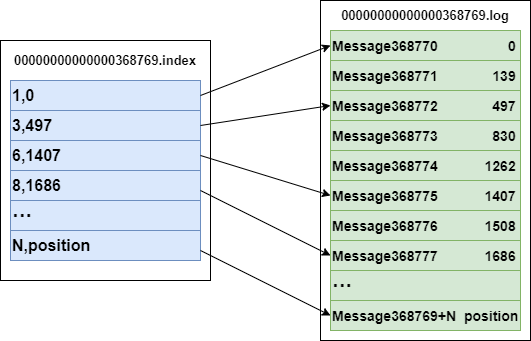 00000000000000368769.index
1,0
3,497
6,1407
8,1686
...
N,position
00000000000000368769.log
Message368770 0
Message368771 139
Message368772 497
Message368773 830
Message368774 1262
Message368775 1407
Message368776 1508
Message368777 1686
...
Message368769+N position